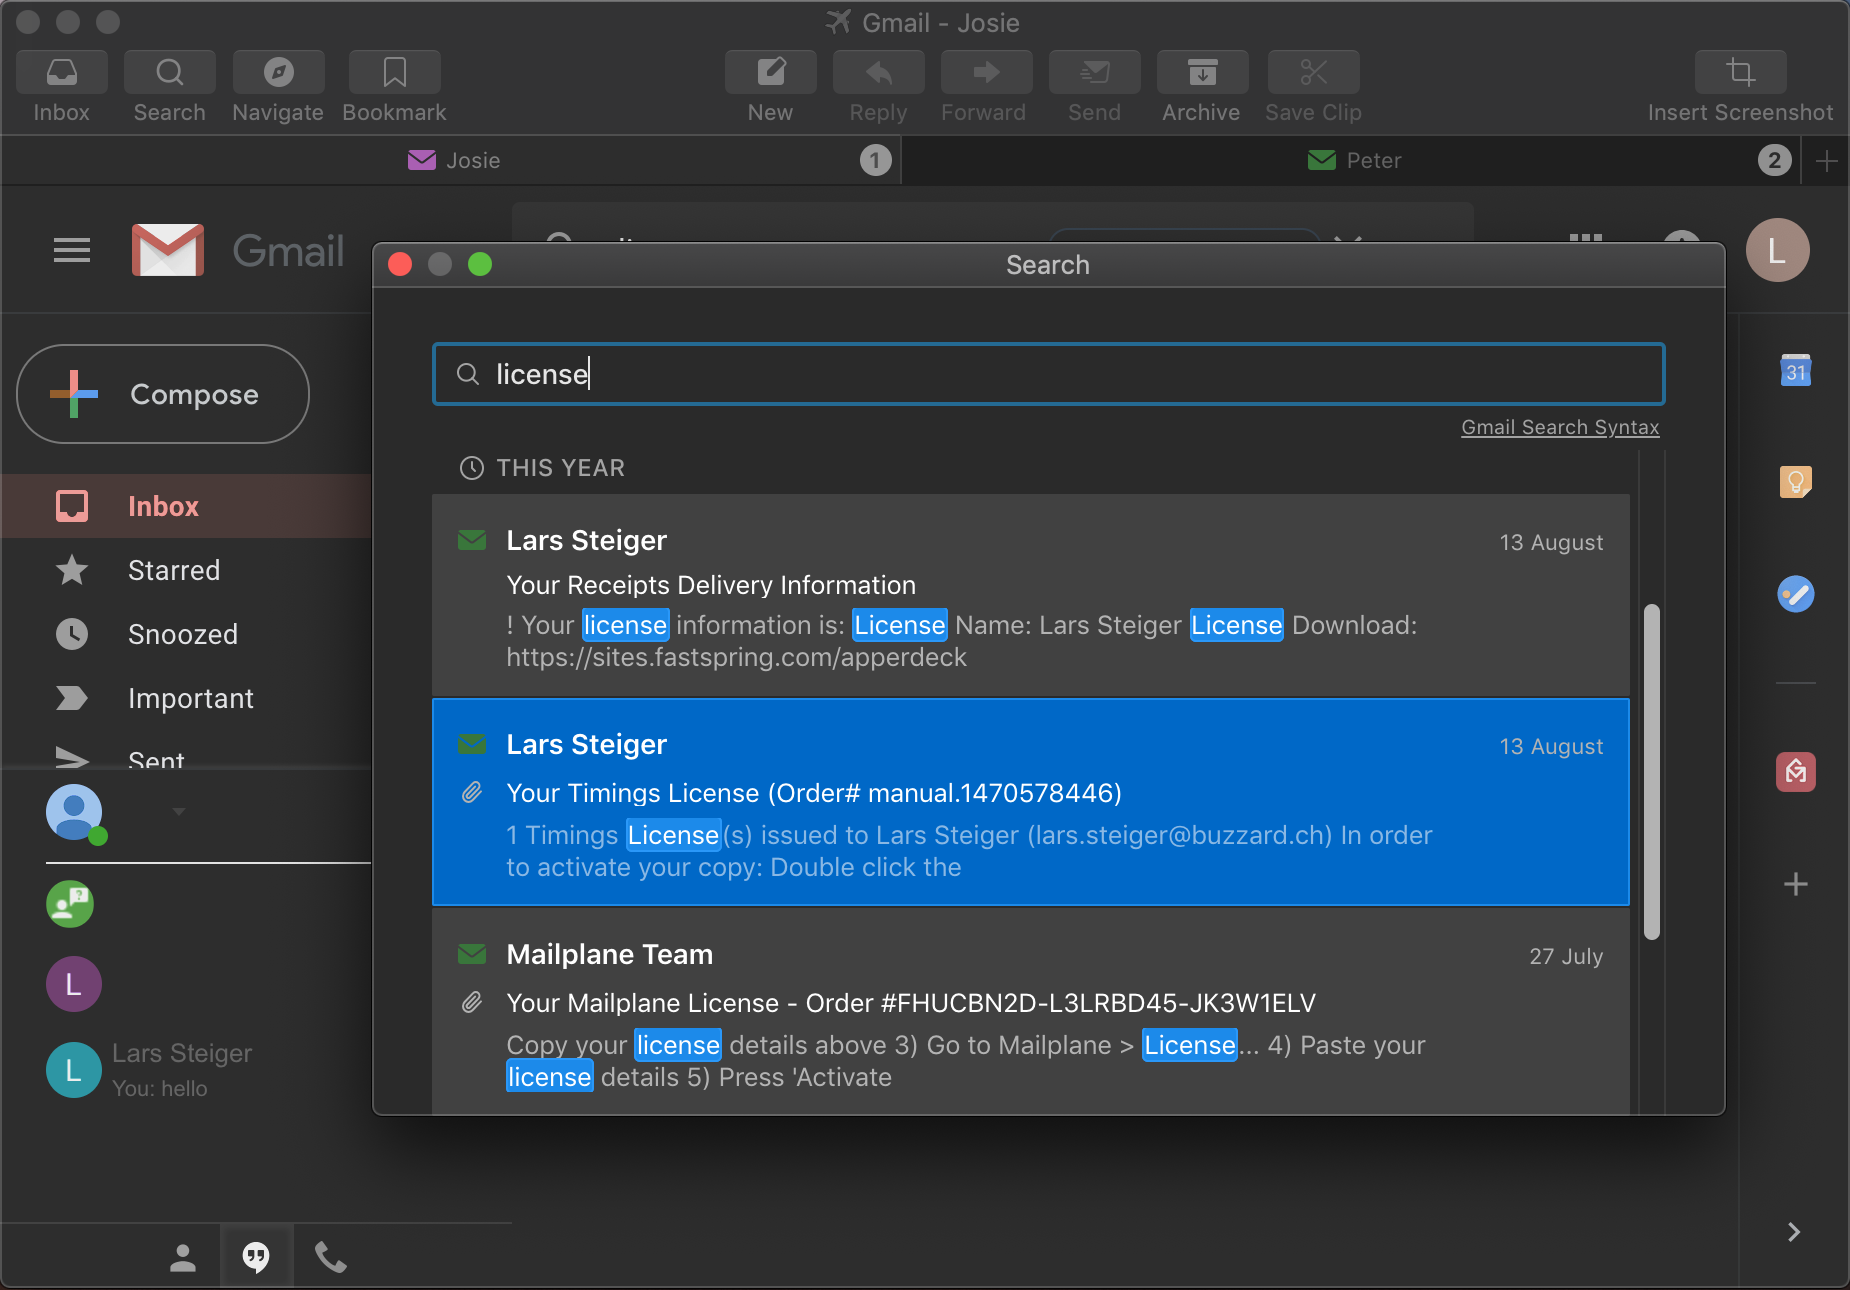 Gmail - Josie
Inbox
Search
Navigate
Bookmark
New
Reply
Forward
Send
Archive
Save Clip
Insert Screenshot
Josie
1
Peter
2
Gmail
L
Search
license
Gmail Search Syntax
THIS YEAR
Lars Steiger
13 August
Your Receipts Delivery Information
! Your license information is: License Name: Lars Steiger License Download:
https://sites.fastspring.com/apperdeck
Lars Steiger
13 August
Your Timings License (Order# manual.1470578446)
1 Timings License(s) issued to Lars Steiger (lars.steiger@buzzard.ch) In order
to activate your copy: Double click the
Mailplane Team
27 July
Your Mailplane License - Order #FHUCBN2D-L3LRBD45-JK3W1ELV
Copy your license details above 3) Go to Mailplane > License... 4) Paste your
license details 5) Press 'Activate
Compose
Inbox
Starred
Snoozed
Important
Sent
L
L
Lars Steiger
You: hello
31